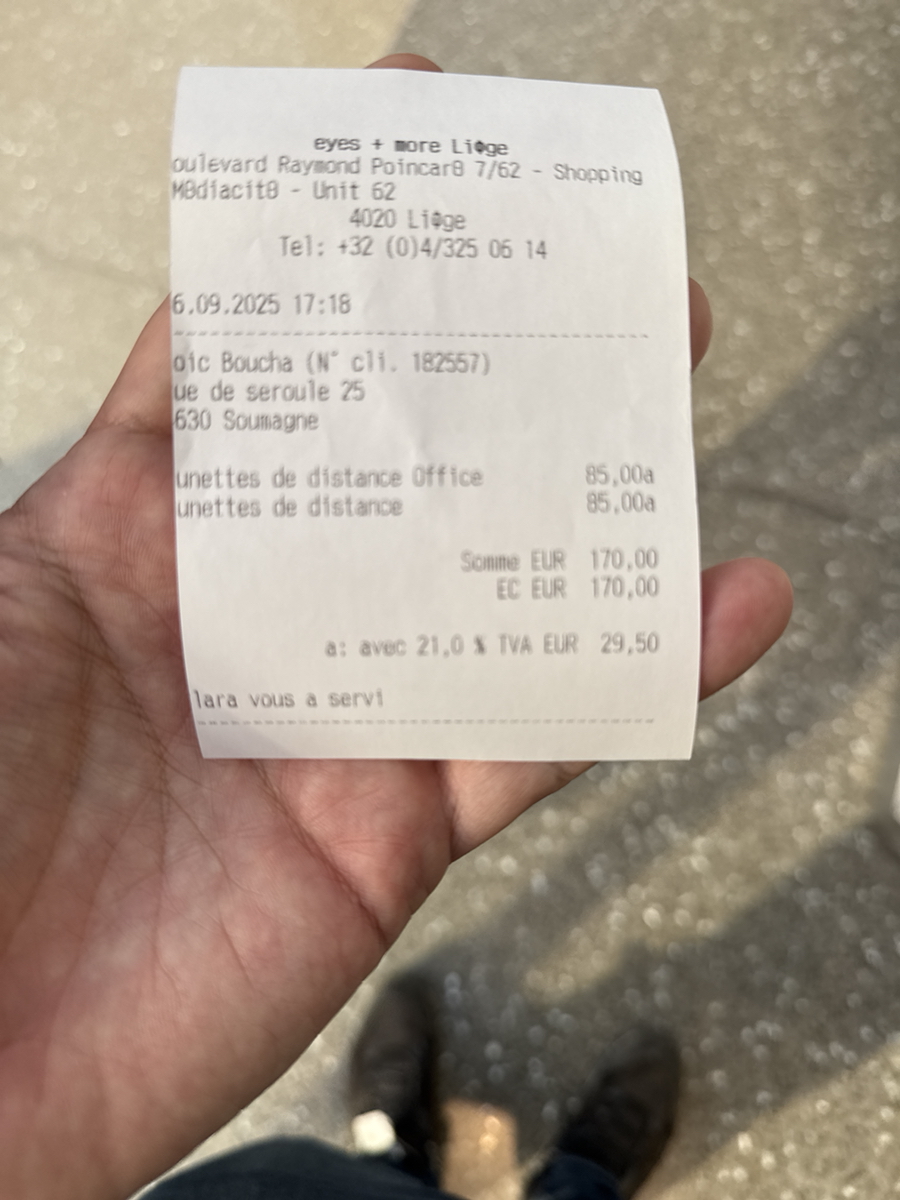 eyes + more Li¢ge
oulevard Raymond Poincar0 7/62 - Shopping
M0diacit0 - Unit 62
4020 Li¢ge
Tel: +32 (0)4/325 06 14
6.09.2025 17:18
oic Boucha (N° cli. 182557)
ue de seroule 25
630 Soumagne
unettes de distance Office 85,00a
unettes de distance 85,00a
Somme EUR 170,00
EC EUR 170,00
a: avec 21,0 % TVA EUR 29,50
lara vous a servi